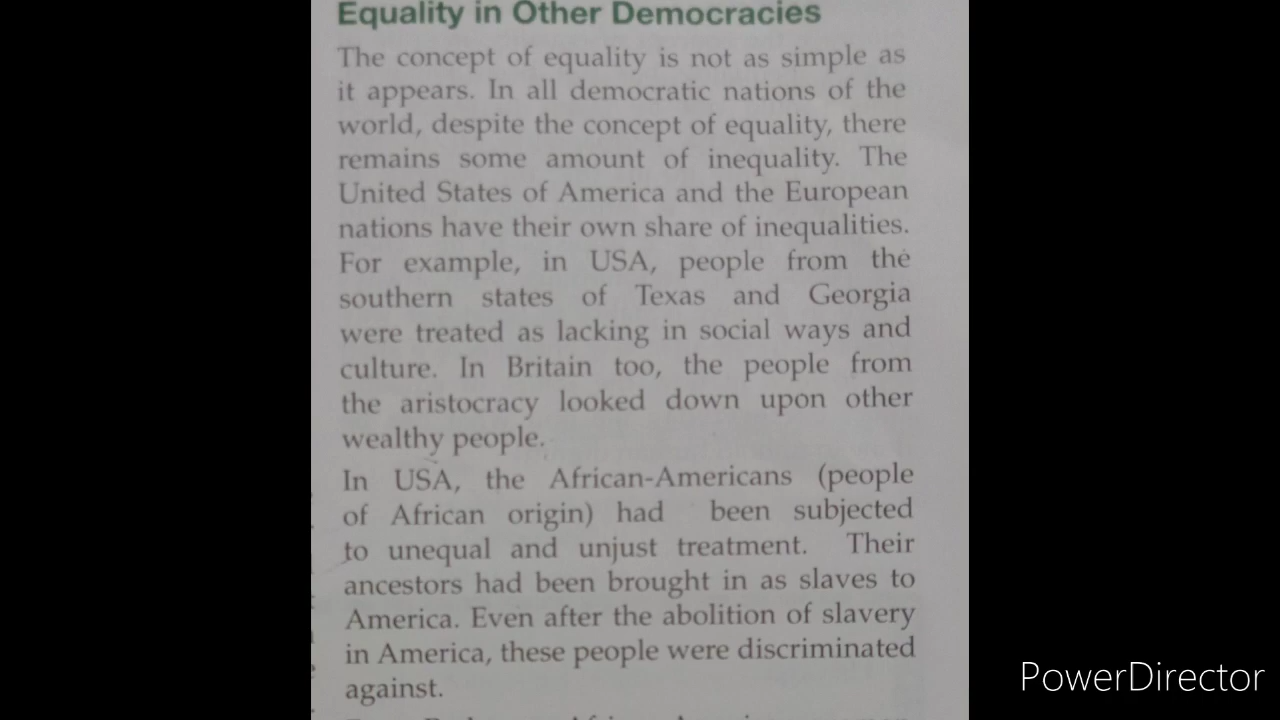 Equality in Other Democracies
The concept of equality is not as simple as
it appears. In all democratic nations of the
world, despite the concept of equality, there
remains some amount of inequality. The
United States of America and the European
nations have their own share of inequalities.
For example, in USA, people from the
southern states of Texas and Georgia
were treated as lacking in social ways and
culture. In Britain too, the people from
the aristocracy looked down upon other
wealthy people.
In USA, the African-Americans (people
of African origin) had been subjected
to unequal and unjust treatment. Their
ancestors had been brought in as slaves to
America. Even after the abolition of slavery
in America, these people were discriminated
against.
PowerDirector